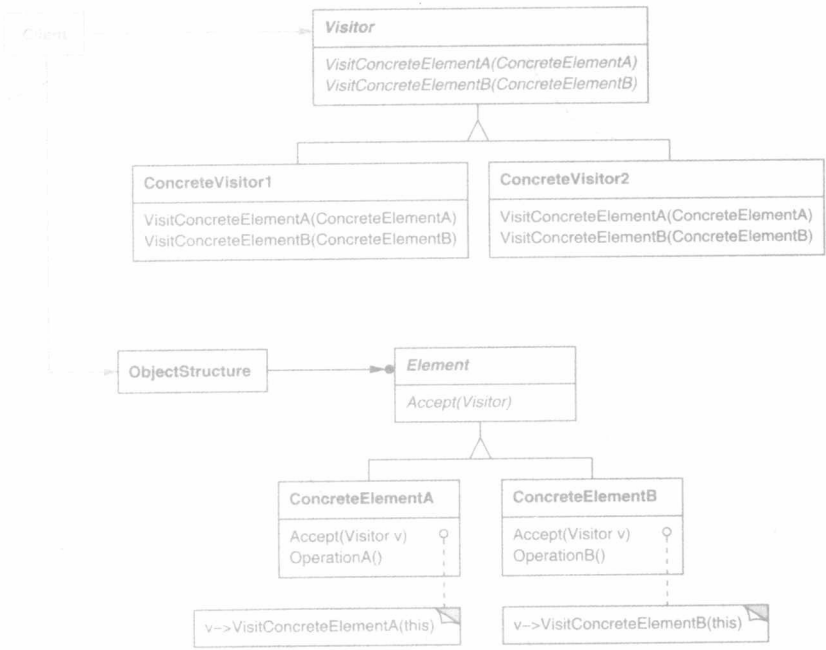 Client
Visitor
VisitConcreteElementA(ConcreteElementA)
VisitConcreteElementB(ConcreteElementB)
ConcreteVisitor1
VisitConcreteElementA(ConcreteElementA)
VisitConcreteElementB(ConcreteElementB)
ConcreteVisitor2
VisitConcreteElementA(ConcreteElementA)
VisitConcreteElementB(ConcreteElementB)
ObjectStructure
Element
Accept(Visitor)
ConcreteElementA
Accept(Visitor v)
OperationA()
ConcreteElementB
Accept(Visitor v)
OperationB()
v->VisitConcreteElementA(this)
v->VisitConcreteElementB(this)